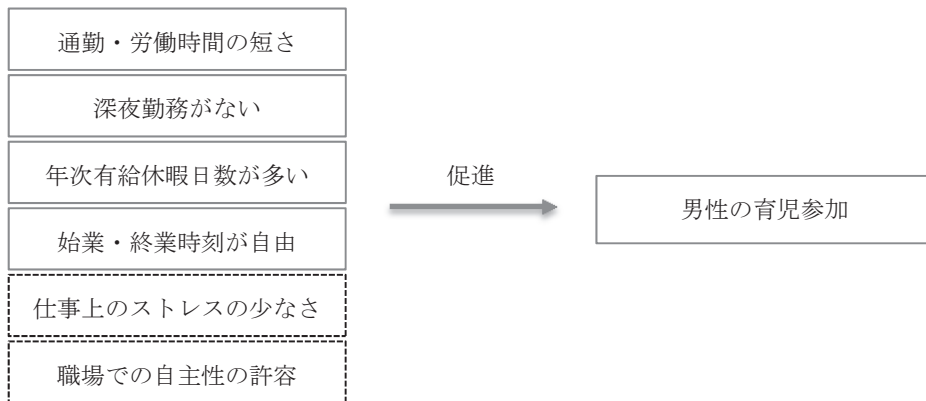 通勤・労働時間の短さ
深夜勤務がない
年次有給休暇日数が多い
始業・終業時刻が自由
仕事上のストレスの少なさ
職場での自主性の許容
促進
男性の育児参加